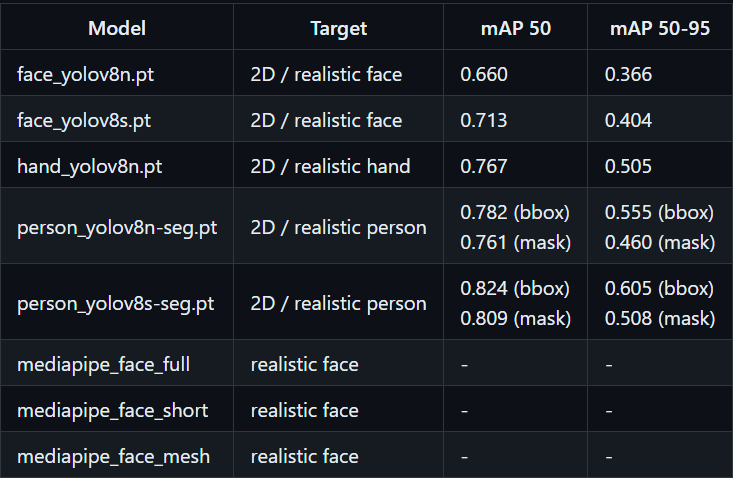 Model Target mAP 50 mAP 50-95
face_yolov8n.pt 2D / realistic face 0.660 0.366
face_yolov8s.pt 2D / realistic face 0.713 0.404
hand_yolov8n.pt 2D / realistic hand 0.767 0.505
person_yolov8n-seg.pt 2D / realistic person 0.782 (bbox) 0.555 (bbox)
0.761 (mask) 0.460 (mask)
person_yolov8s-seg.pt 2D / realistic person 0.824 (bbox) 0.605 (bbox)
0.809 (mask) 0.508 (mask)
mediapipe_face_full realistic face - -
mediapipe_face_short realistic face - -
mediapipe_face_mesh realistic face - -